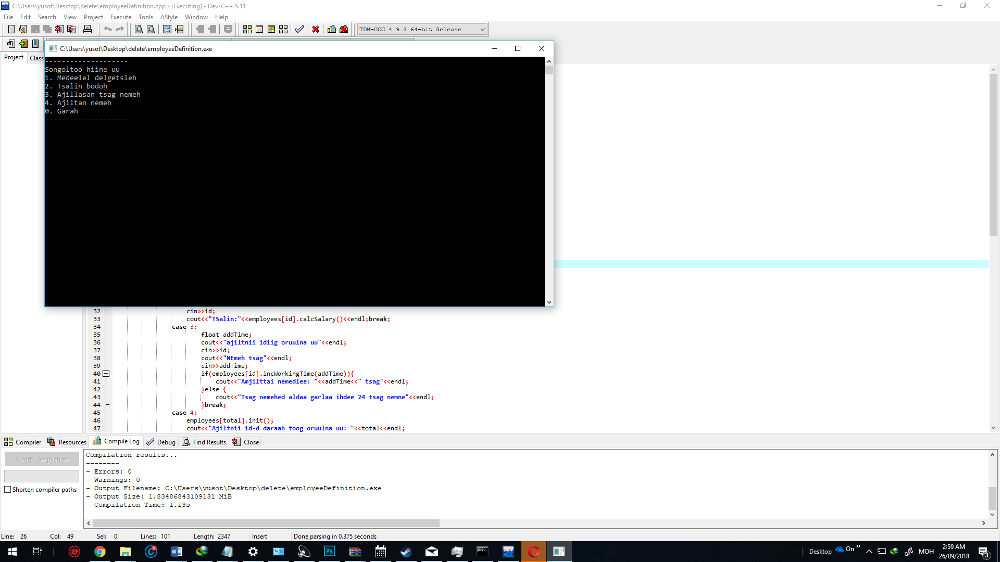 C:\Users\yusot\Desktop\delete\employeeDefinition.cpp - [Executing] - Dev-C++ 5.11
File Edit Search View Project Execute Tools AStyle Window Help
TDM-GCC 4.9.2 64-bit Release
Project Class
C:\Users\yusot\Desktop\delete\employeeDefinition.exe
--------------------
Songoltoo hiine uu
1. Medeelel delgetsleh
2. Tsalin bodoh
3. Ajillasan tsag nemeh
4. Ajiltan nemeh
0. Garah
--------------------
32 cin>>id;
33 cout<<"TSalin:"<<employees[id].calcSalary()<<endl;break;
34 case 3:
35 float addTime;
36 cout<<"ajiltnii idiig oruulna uu"<<endl;
37 cin>>id;
38 cout<<"NEmeh tsag"<<endl;
39 cin>>addTime;
40 if(employees[id].incWorkingTime(addTime)){
41 cout<<"Amjilttai nemedlee: "<<addTime<<" tsag"<<endl;
42 }else {
43 cout<<"Tsag nemehed aldaa garlaa ihdee 24 tsag nemne"<<endl;
44 }break;
45 case 4:
46 employees[total].init();
47 cout<<"Ajiltnii id-d daraah toog oruulna uu: "<<total<<endl;
Compiler Resources Compile Log Debug Find Results Close
Abort Compilation
Shorten compiler paths
Compilation results...
--------
- Errors: 0
- Warnings: 0
- Output Filename: C:\Users\yusot\Desktop\delete\employeeDefinition.exe
- Output Size: 1.83486843109131 MiB
- Compilation Time: 1.13s
Line: 26 Col: 49 Sel: 0 Lines: 101 Length: 2347 Insert Done parsing in 0.375 seconds
Desktop On » МОН 2:59 AM
26/09/2018 3